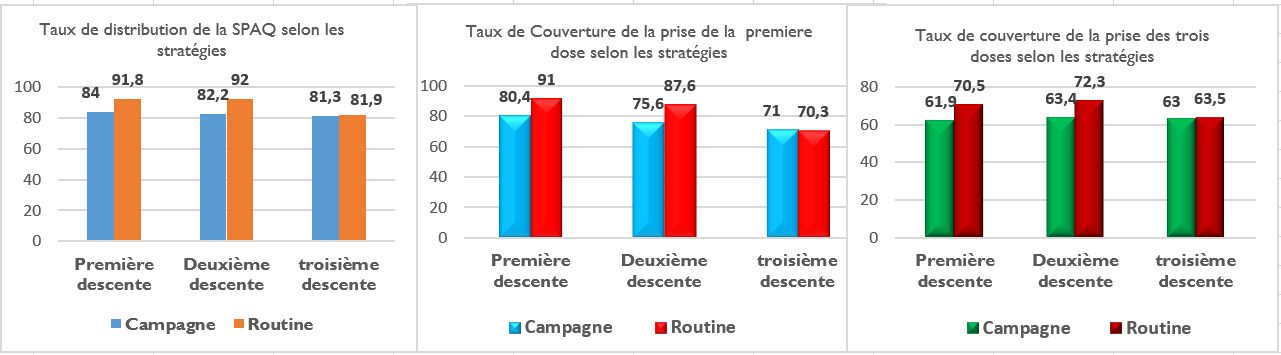 Taux de distribution de la SPAQ selon les
stratégies
100
80
60
40
20
0
84
91,8
82,2
92
81,3
81,9
Première
descente
Deuxième
descente
troisième
descente
Campagne
Routine
Taux de Couverture de la prise de la premiere
dose selon les stratégies
100
80
60
40
20
0
80,4
91
75,6
87,6
71
70,3
Première
descente
Deuxième
descente
troisième
descente
Campagne
Routine
Taux de couverture de la prise des trois
doses selon les stratégies
80
60
40
20
0
61,9
70,5
63,4
72,3
63
63,5
Première
descente
Deuxième
descente
troisième
descente
Campagne
Routine